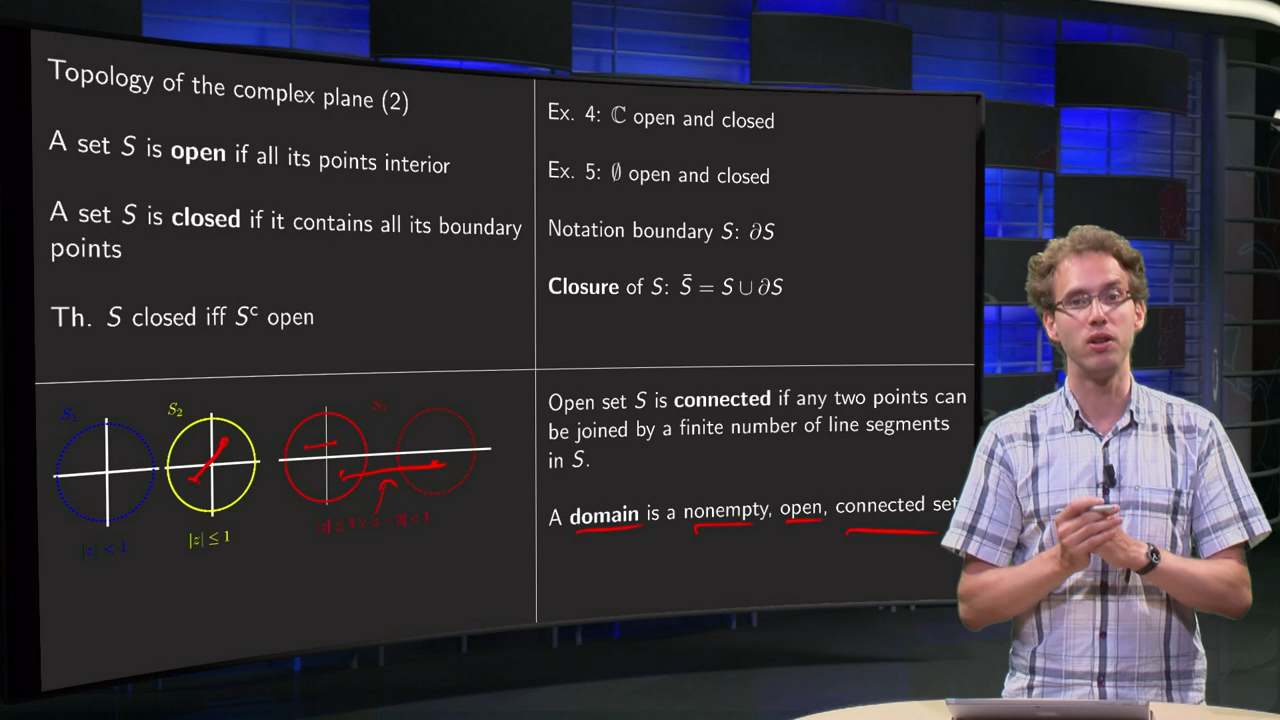 Topology of the complex plane (2)
A set S is open if all its points interior
A set S is closed if it contains all its boundary
points
Th. S closed iff Sᶜ open
Ex. 4: ℂ open and closed
Ex. 5: ∅ open and closed
Notation boundary S: ∂S
Closure of S: S̄ = S ∪ ∂S
S₁
S₂
|z| < 1
|z| ≤ 1
Open set S is connected if any two points can
be joined by a finite number of line segments
in S.
A domain is a nonempty, open, connected set